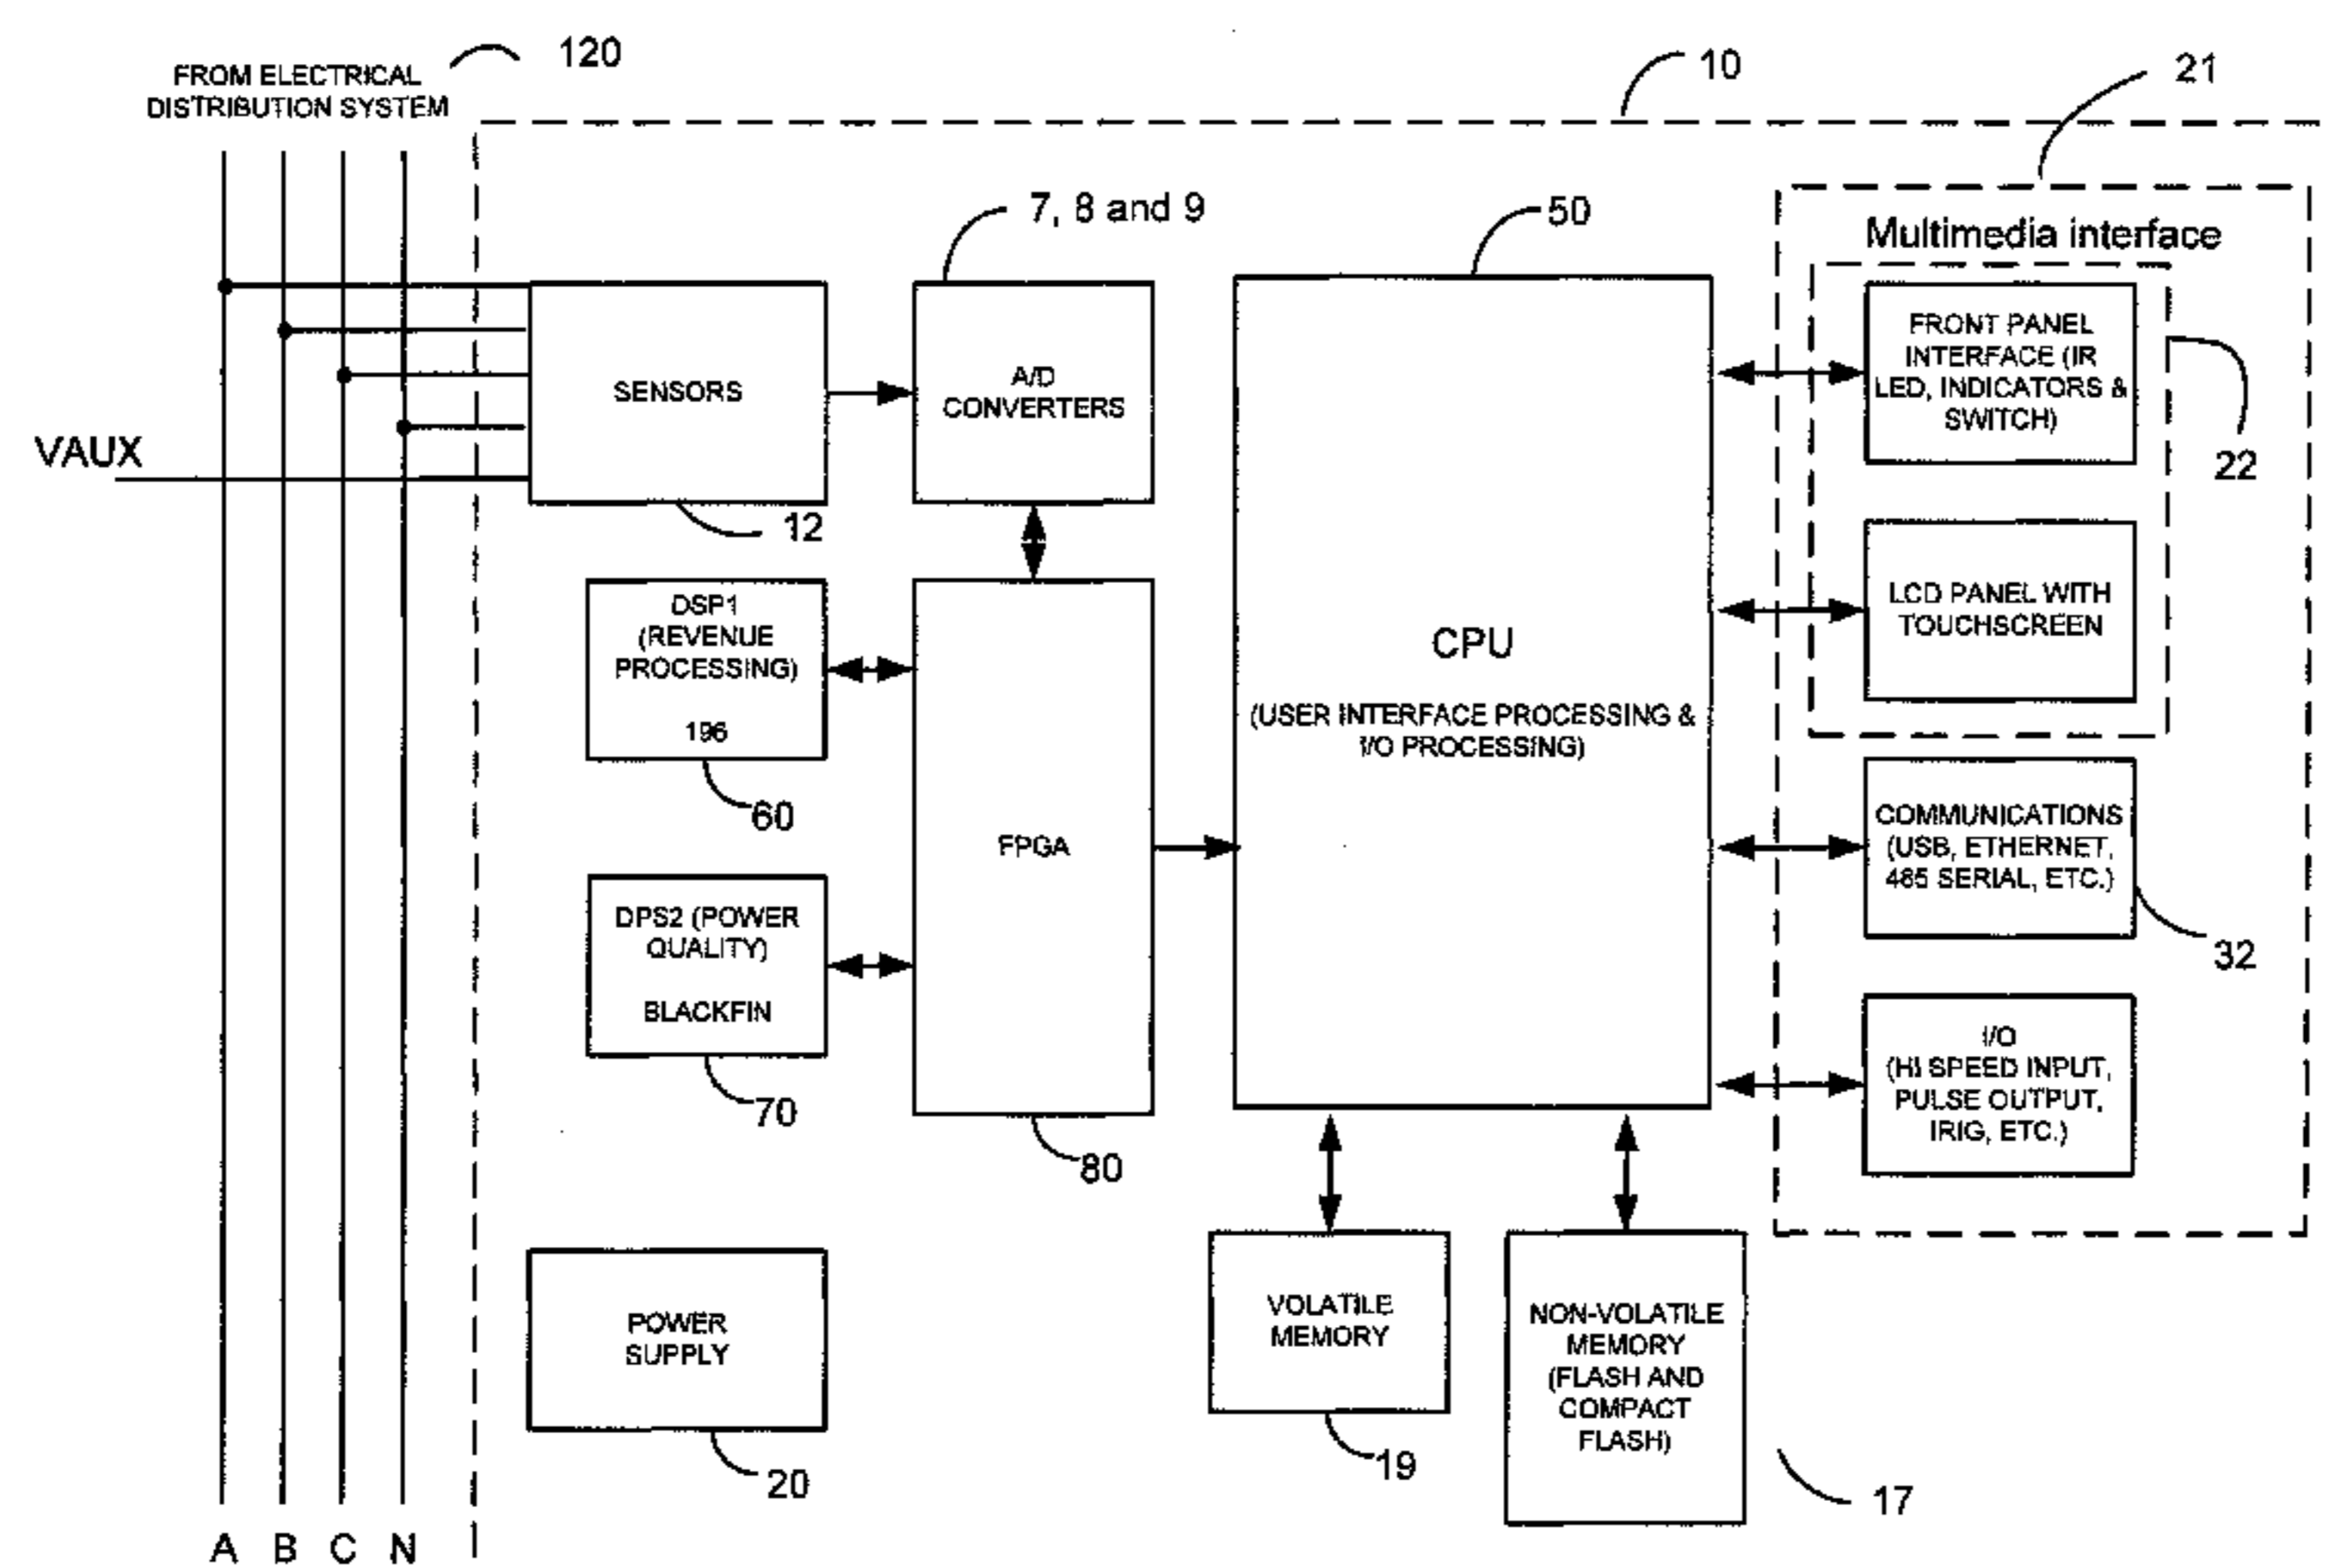 FROM ELECTRICAL
DISTRIBUTION SYSTEM
120
10
21
7, 8 and 9
50
Multimedia interface
SENSORS
A/D
CONVERTERS
FRONT PANEL
INTERFACE (IR
LED, INDICATORS &
SWITCH)
22
VAUX
12
DSP1
(REVENUE
PROCESSING)
196
60
CPU
(USER INTERFACE PROCESSING &
I/O PROCESSING)
LCD PANEL WITH
TOUCHSCREEN
FPGA
COMMUNICATIONS
(USB, ETHERNET,
485 SERIAL, ETC.)
32
DPS2 (POWER
QUALITY)
BLACKFIN
70
80
I/O
(HI SPEED INPUT,
PULSE OUTPUT,
IRIG, ETC.)
POWER
SUPPLY
20
VOLATILE
MEMORY
19
NON-VOLATILE
MEMORY
(FLASH AND
COMPACT
FLASH)
17
A B C N